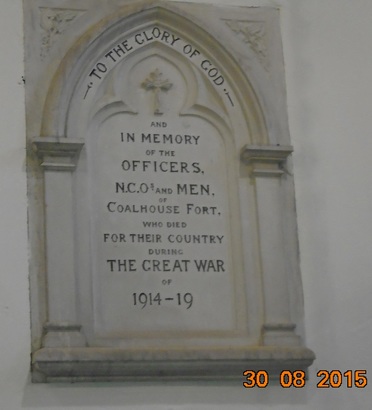 TO THE GLORY OF GOD.
AND
IN MEMORY
OF THE
OFFICERS,
N.C.Os AND MEN,
OF
COALHOUSE FORT.
WHO DIED
FOR THEIR COUNTRY
DURING
THE GREAT WAR
OF
1914-19
30 08 2015